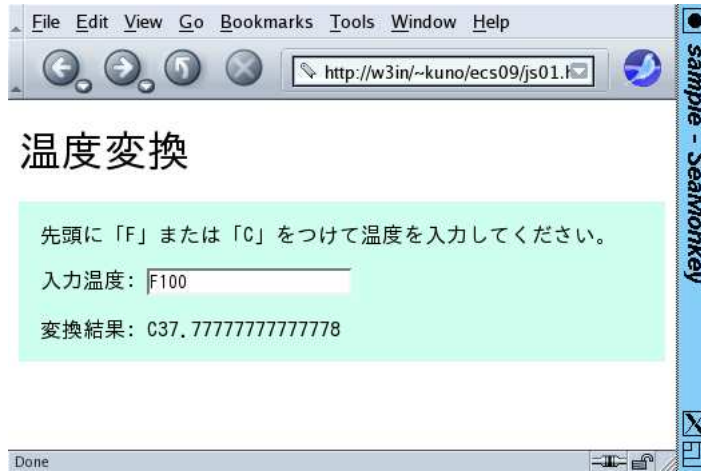 File Edit View Go Bookmarks Tools Window Help
http://w3in/~kuno/ecs09/js01.h
温度変換
先頭に「F」または「C」をつけて温度を入力してください。
入力温度: F100
変換結果: C37.77777777777778
Done
sample - SeaMonkey